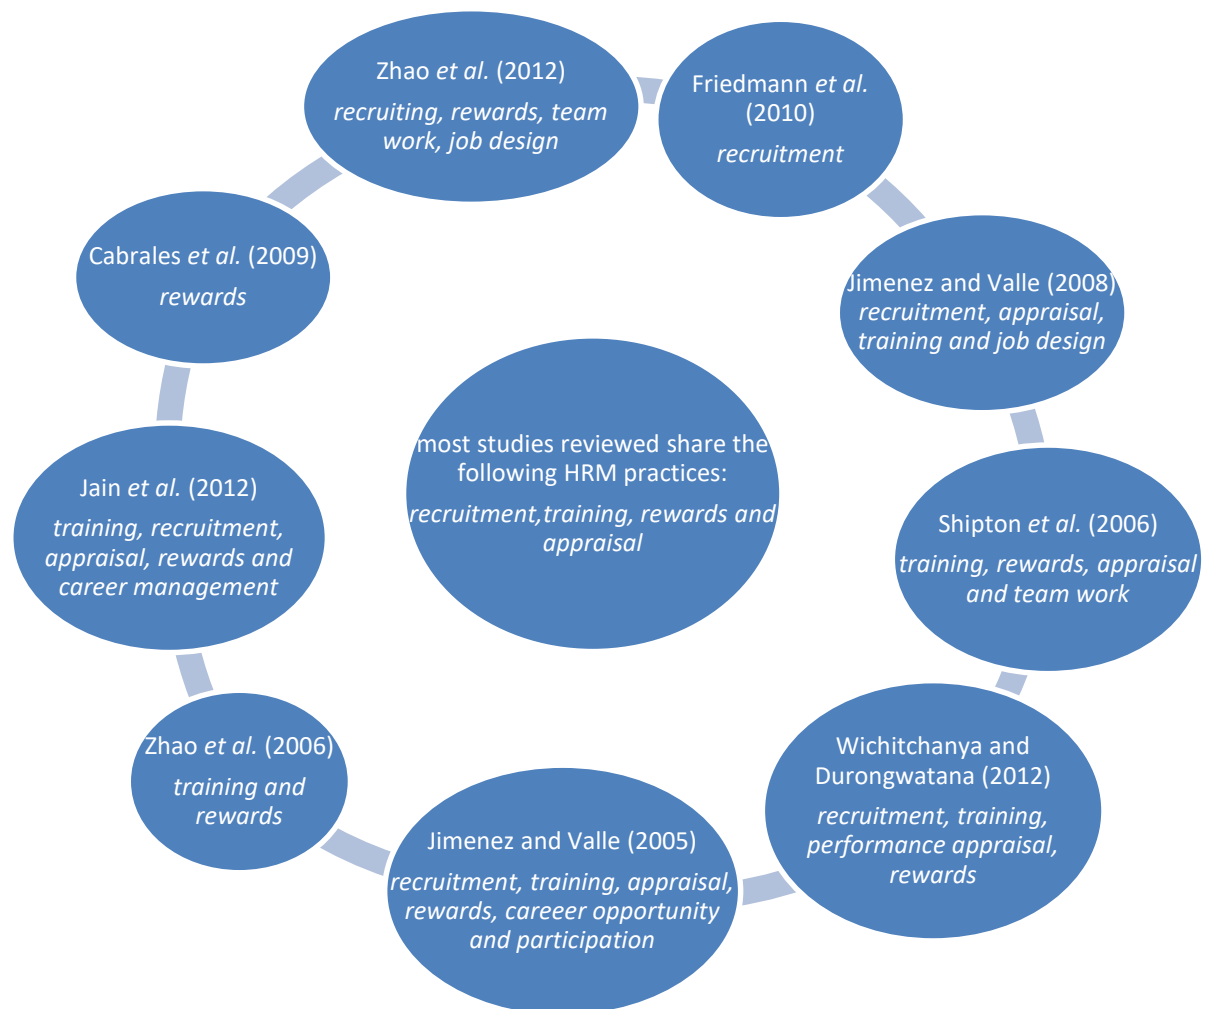 Zhao et al. (2012)
recruiting, rewards, team
work, job design
Friedmann et al.
(2010)
recruitment
Jimenez and Valle (2008)
recruitment, appraisal,
training and job design
Shipton et al. (2006)
training, rewards, appraisal
and team work
Wichitchanya and
Durongwatana (2012)
recruitment, training,
performance appraisal,
rewards
Jimenez and Valle (2005)
recruitment, training, appraisal,
rewards, careeer opportunity
and participation
Zhao et al. (2006)
training and
rewards
Jain et al. (2012)
training, recruitment,
appraisal, rewards and
career management
Cabrales et al. (2009)
rewards
most studies reviewed share the
following HRM practices:
recruitment,training, rewards and
appraisal